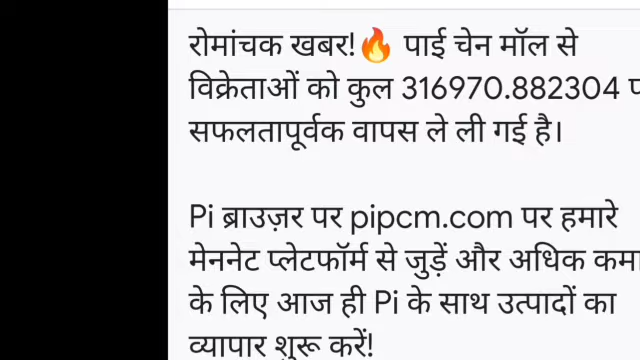 रोमांचक खबर!🔥 पाई चेन मॉल से
विक्रेताओं को कुल 316970.882304
सफलतापूर्वक वापस ले ली गई है।
Pi ब्राउज़र पर pipcm.com पर हमारे
मेननेट प्लेटफॉर्म से जुड़ें और अधिक
के लिए आज ही Pi के साथ उत्पादों का
व्यापार शुरू करें!